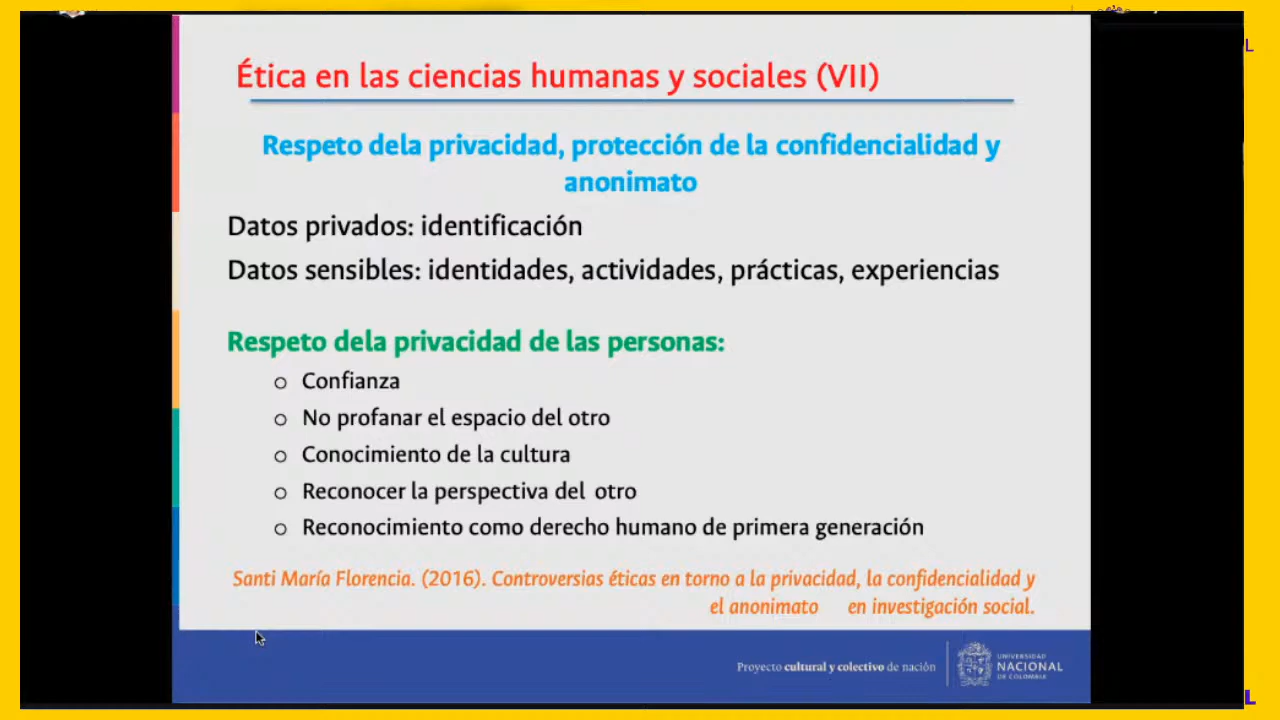 Ética en las ciencias humanas y sociales (VII)
Respeto dela privacidad, protección de la confidencialidad y
anonimato
Datos privados: identificación
Datos sensibles: identidades, actividades, prácticas, experiencias
Respeto dela privacidad de las personas:
o Confianza
o No profanar el espacio del otro
o Conocimiento de la cultura
o Reconocer la perspectiva del otro
o Reconocimiento como derecho humano de primera generación
Santi María Florencia. (2016). Controversias éticas en torno a la privacidad, la confidencialidad y
el anonimato en investigación social.
Proyecto cultural y colectivo de nación
UNIVERSIDAD
NACIONAL
DE COLOMBIA
L
L